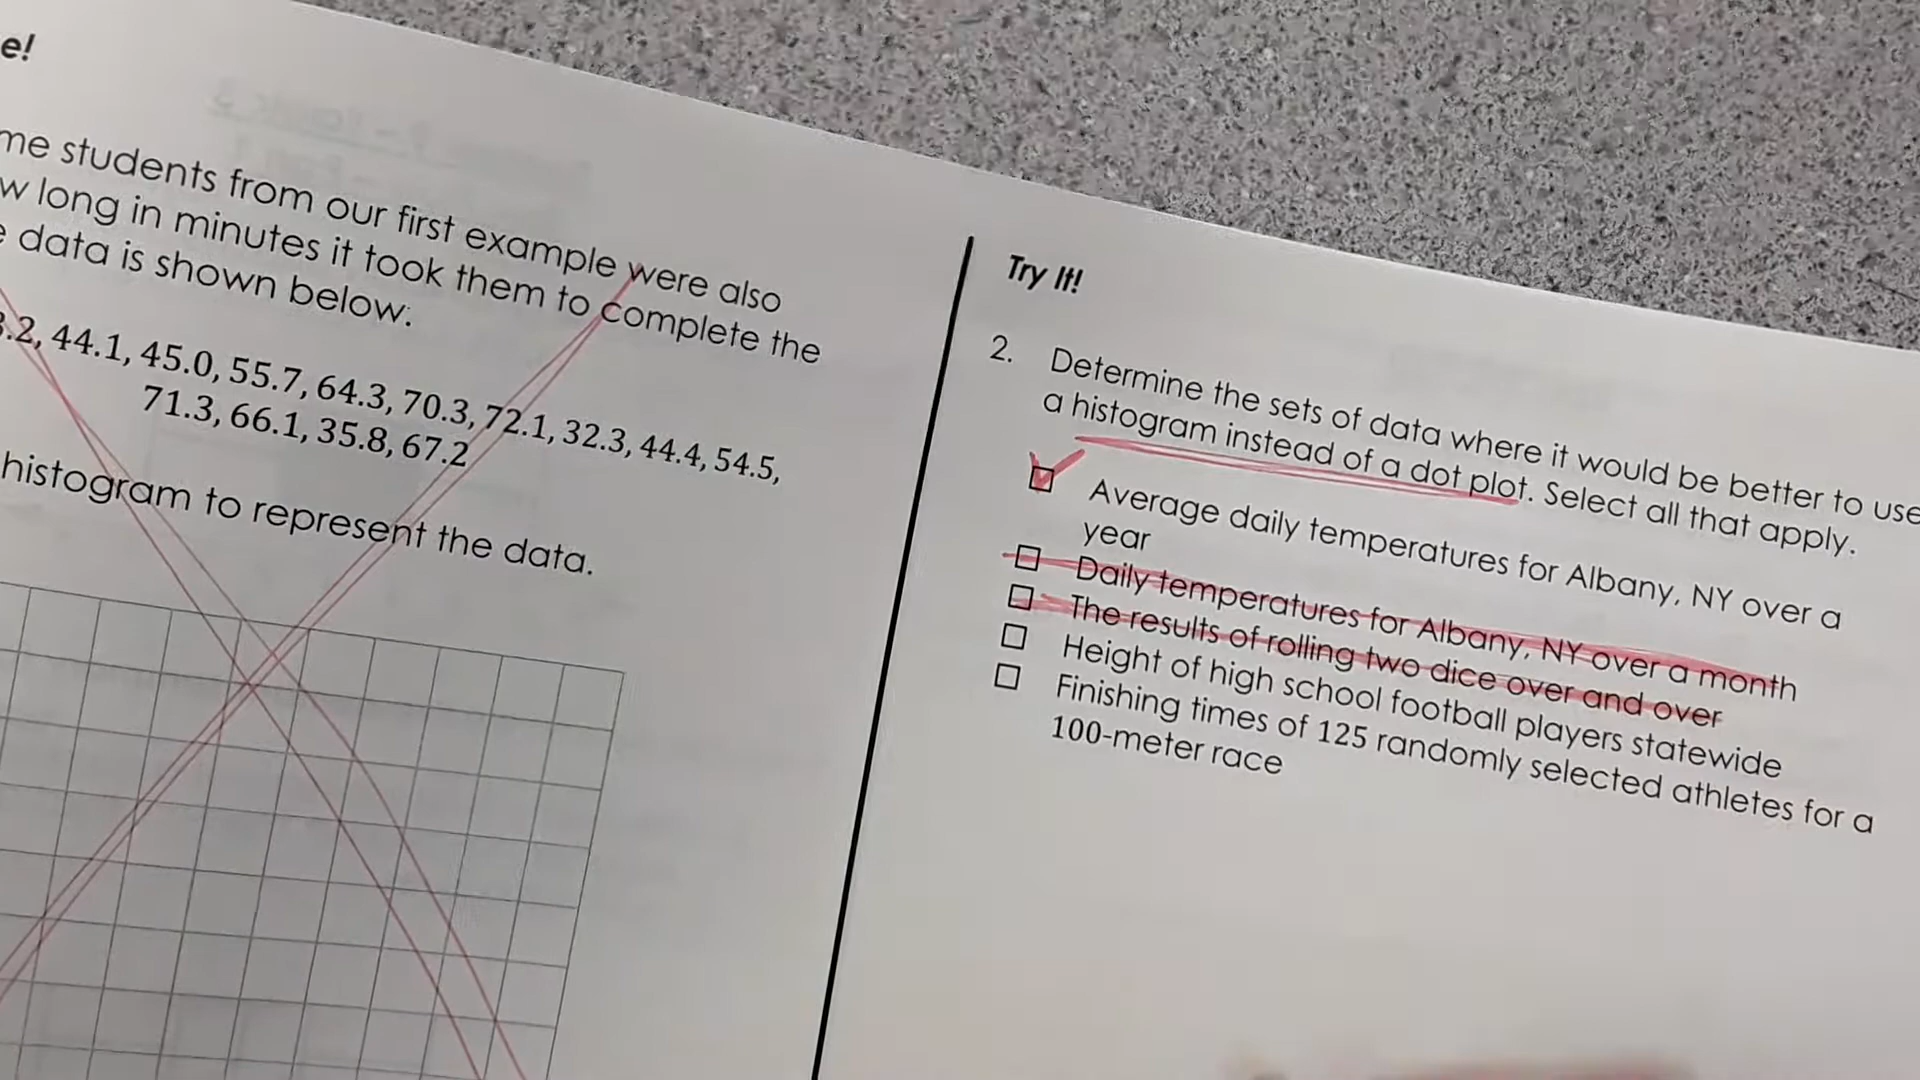 e!
me students from our first example were also
w long in minutes it took them to complete the
data is shown below:
.2, 44.1, 45.0, 55.7, 64.3, 70.3, 72.1, 32.3, 44.4, 54.5,
71.3, 66.1, 35.8, 67.2
histogram to represent the data.
Try It!
2. Determine the sets of data where it would be better to use
a histogram instead of a dot plot. Select all that apply.
Average daily temperatures for Albany, NY over a
year
Daily temperatures for Albany, NY over a month
The results of rolling two dice over and over
Height of high school football players statewide
Finishing times of 125 randomly selected athletes for a
100-meter race